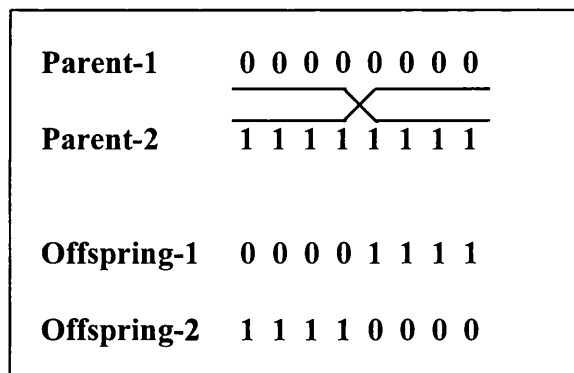 Parent-1 0 0 0 0 0 0 0 0
Parent-2 1 1 1 1 1 1 1 1
Offspring-1 0 0 0 0 1 1 1 1
Offspring-2 1 1 1 1 0 0 0 0